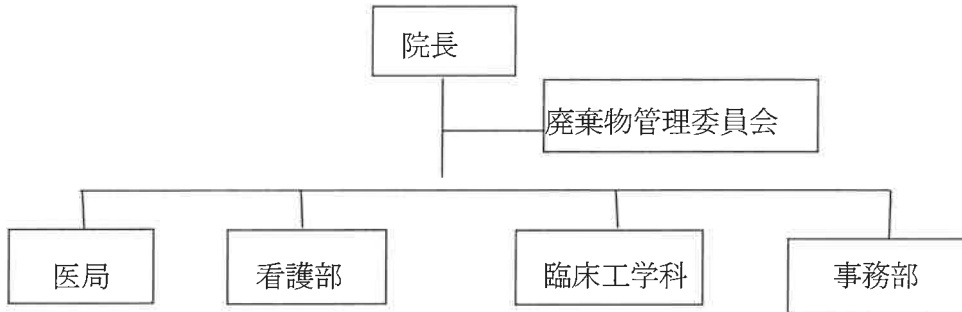 院長
廃棄物管理委員会
医局
看護部
臨床工学科
事務部